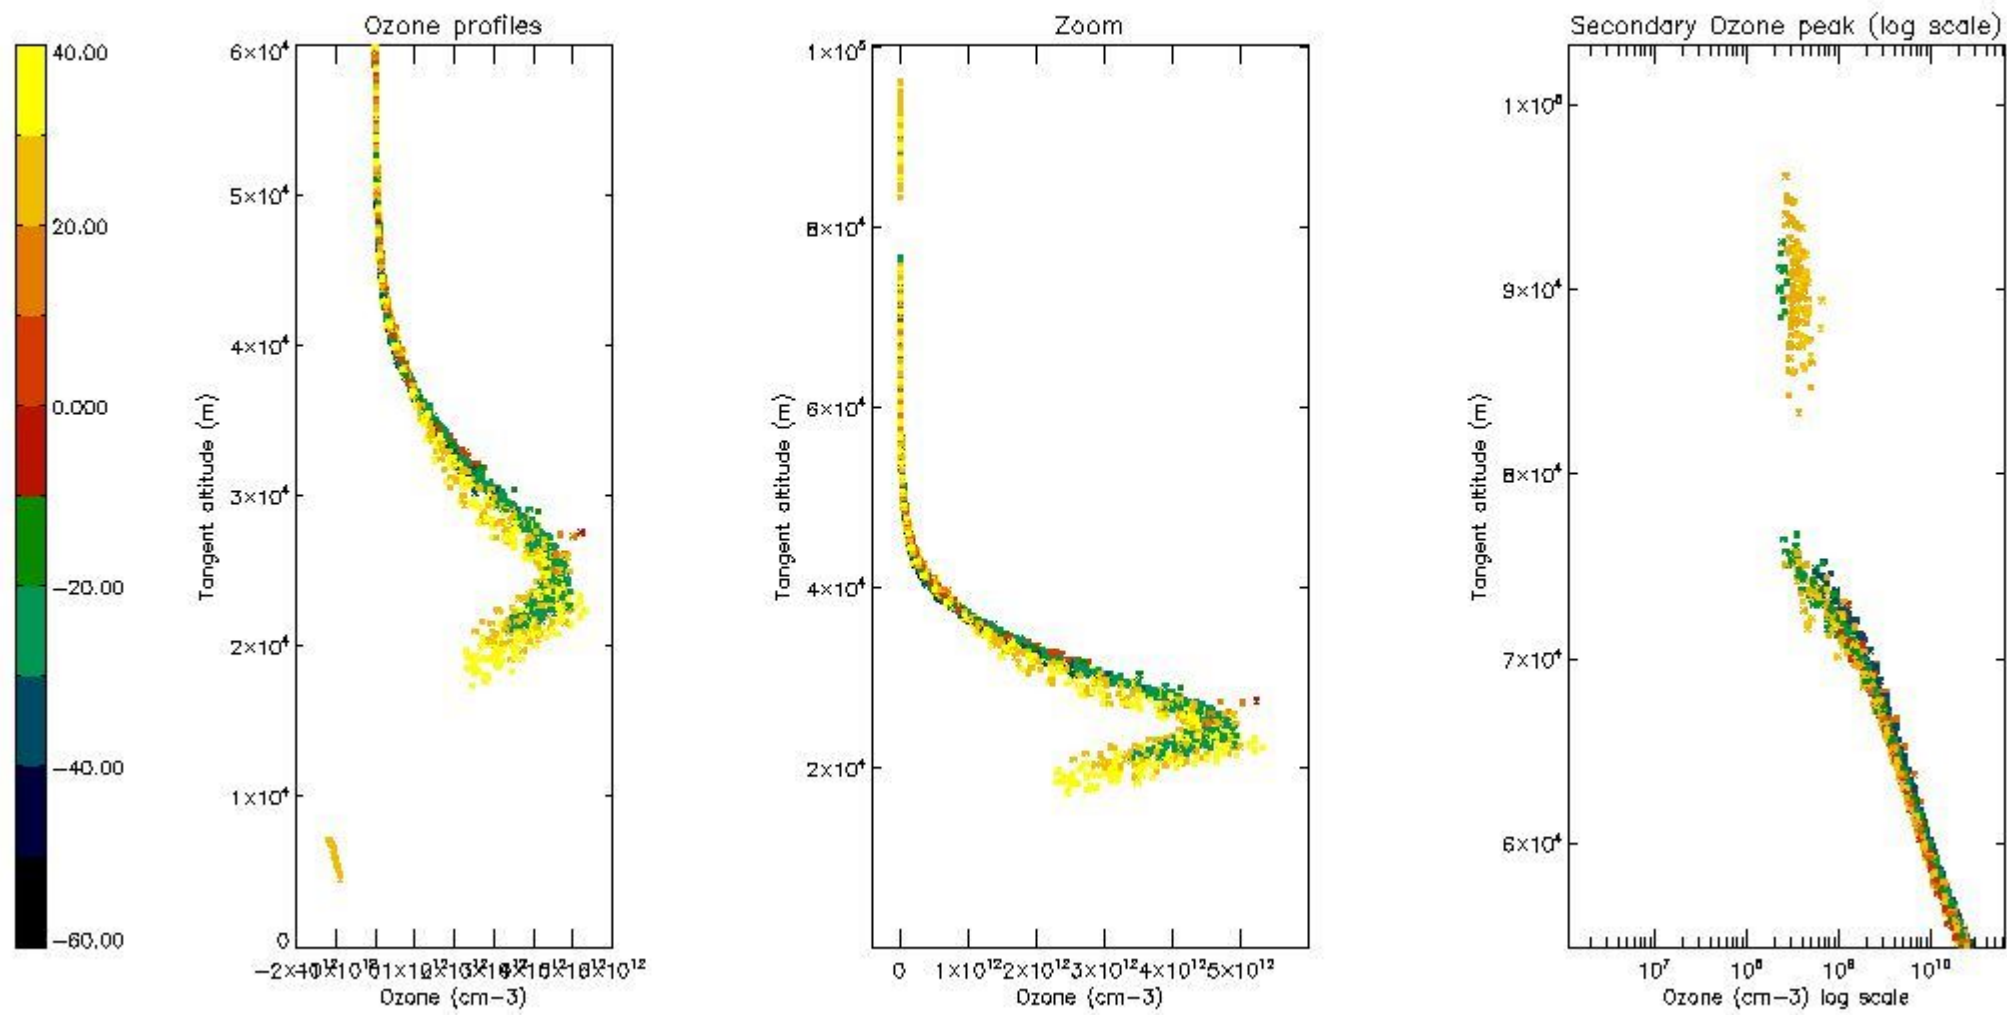 Ozone profiles
Zoom
Secondary Ozone peak (log scale)
40.00
20.00
0.000
−20.00
−40.00
−60.00
6×10⁴
5×10⁴
4×10⁴
3×10⁴
2×10⁴
1×10⁴
0
Tangent altitude (m)
Ozone (cm−3)
1×10⁵
8×10⁴
6×10⁴
4×10⁴
2×10⁴
Tangent altitude (m)
0 1×10¹² 2×10¹² 3×10¹² 4×10¹² 5×10¹²
Ozone (cm−3)
9×10⁴
8×10⁴
7×10⁴
6×10⁴
Tangent altitude (m)
10⁷ 10⁸ 10⁹ 10¹⁰
Ozone (cm−3) log scale